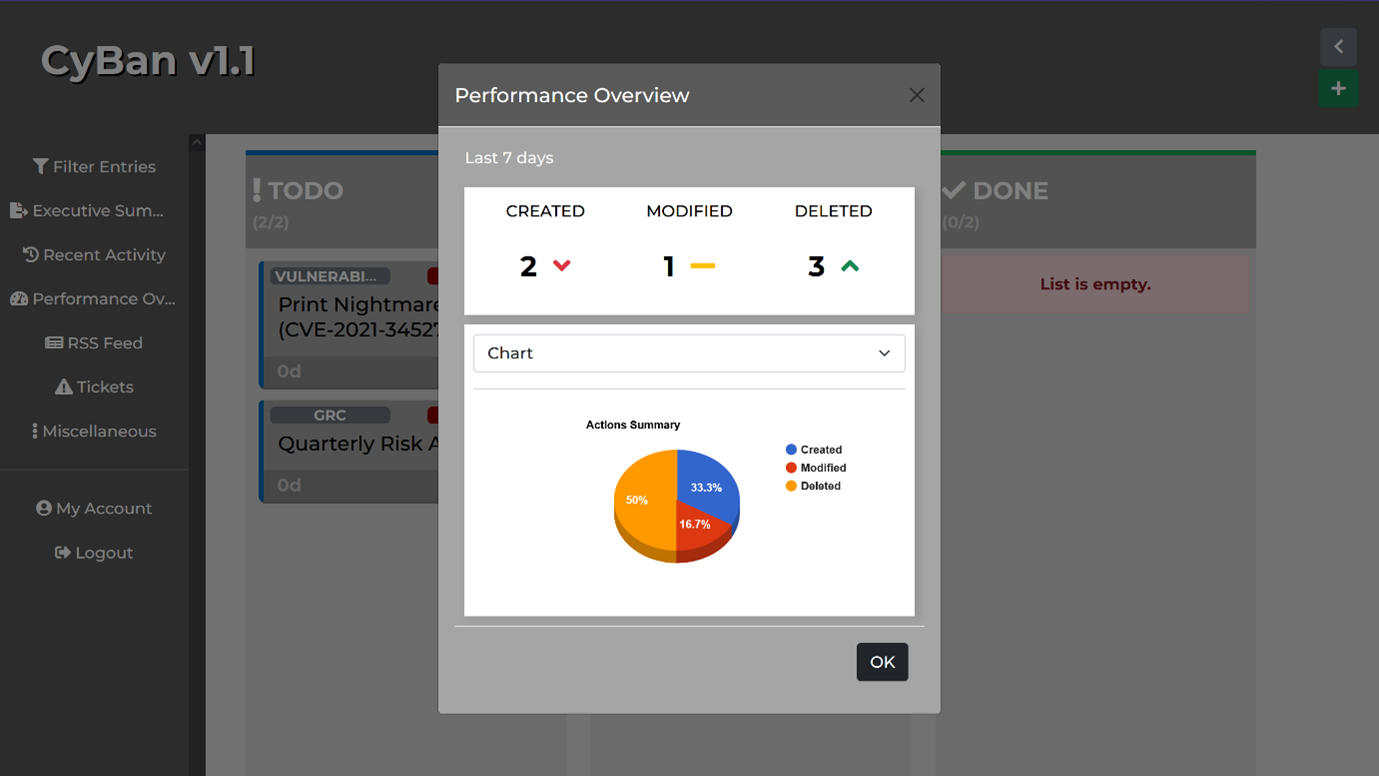 CyBan v1.1
Filter Entries
Executive Sum...
Recent Activity
Performance Ov...
RSS Feed
Tickets
Miscellaneous
My Account
Logout
TODO
(2/2)
VULNERABI...
Print Nightmare
(CVE-2021-34527
0d
GRC
Quarterly Risk A
0d
Performance Overview
Last 7 days
CREATED MODIFIED DELETED
2 1 3
Chart
Actions Summary
33.3%
50%
16.7%
Created
Modified
Deleted
OK
DONE
(0/2)
List is empty.